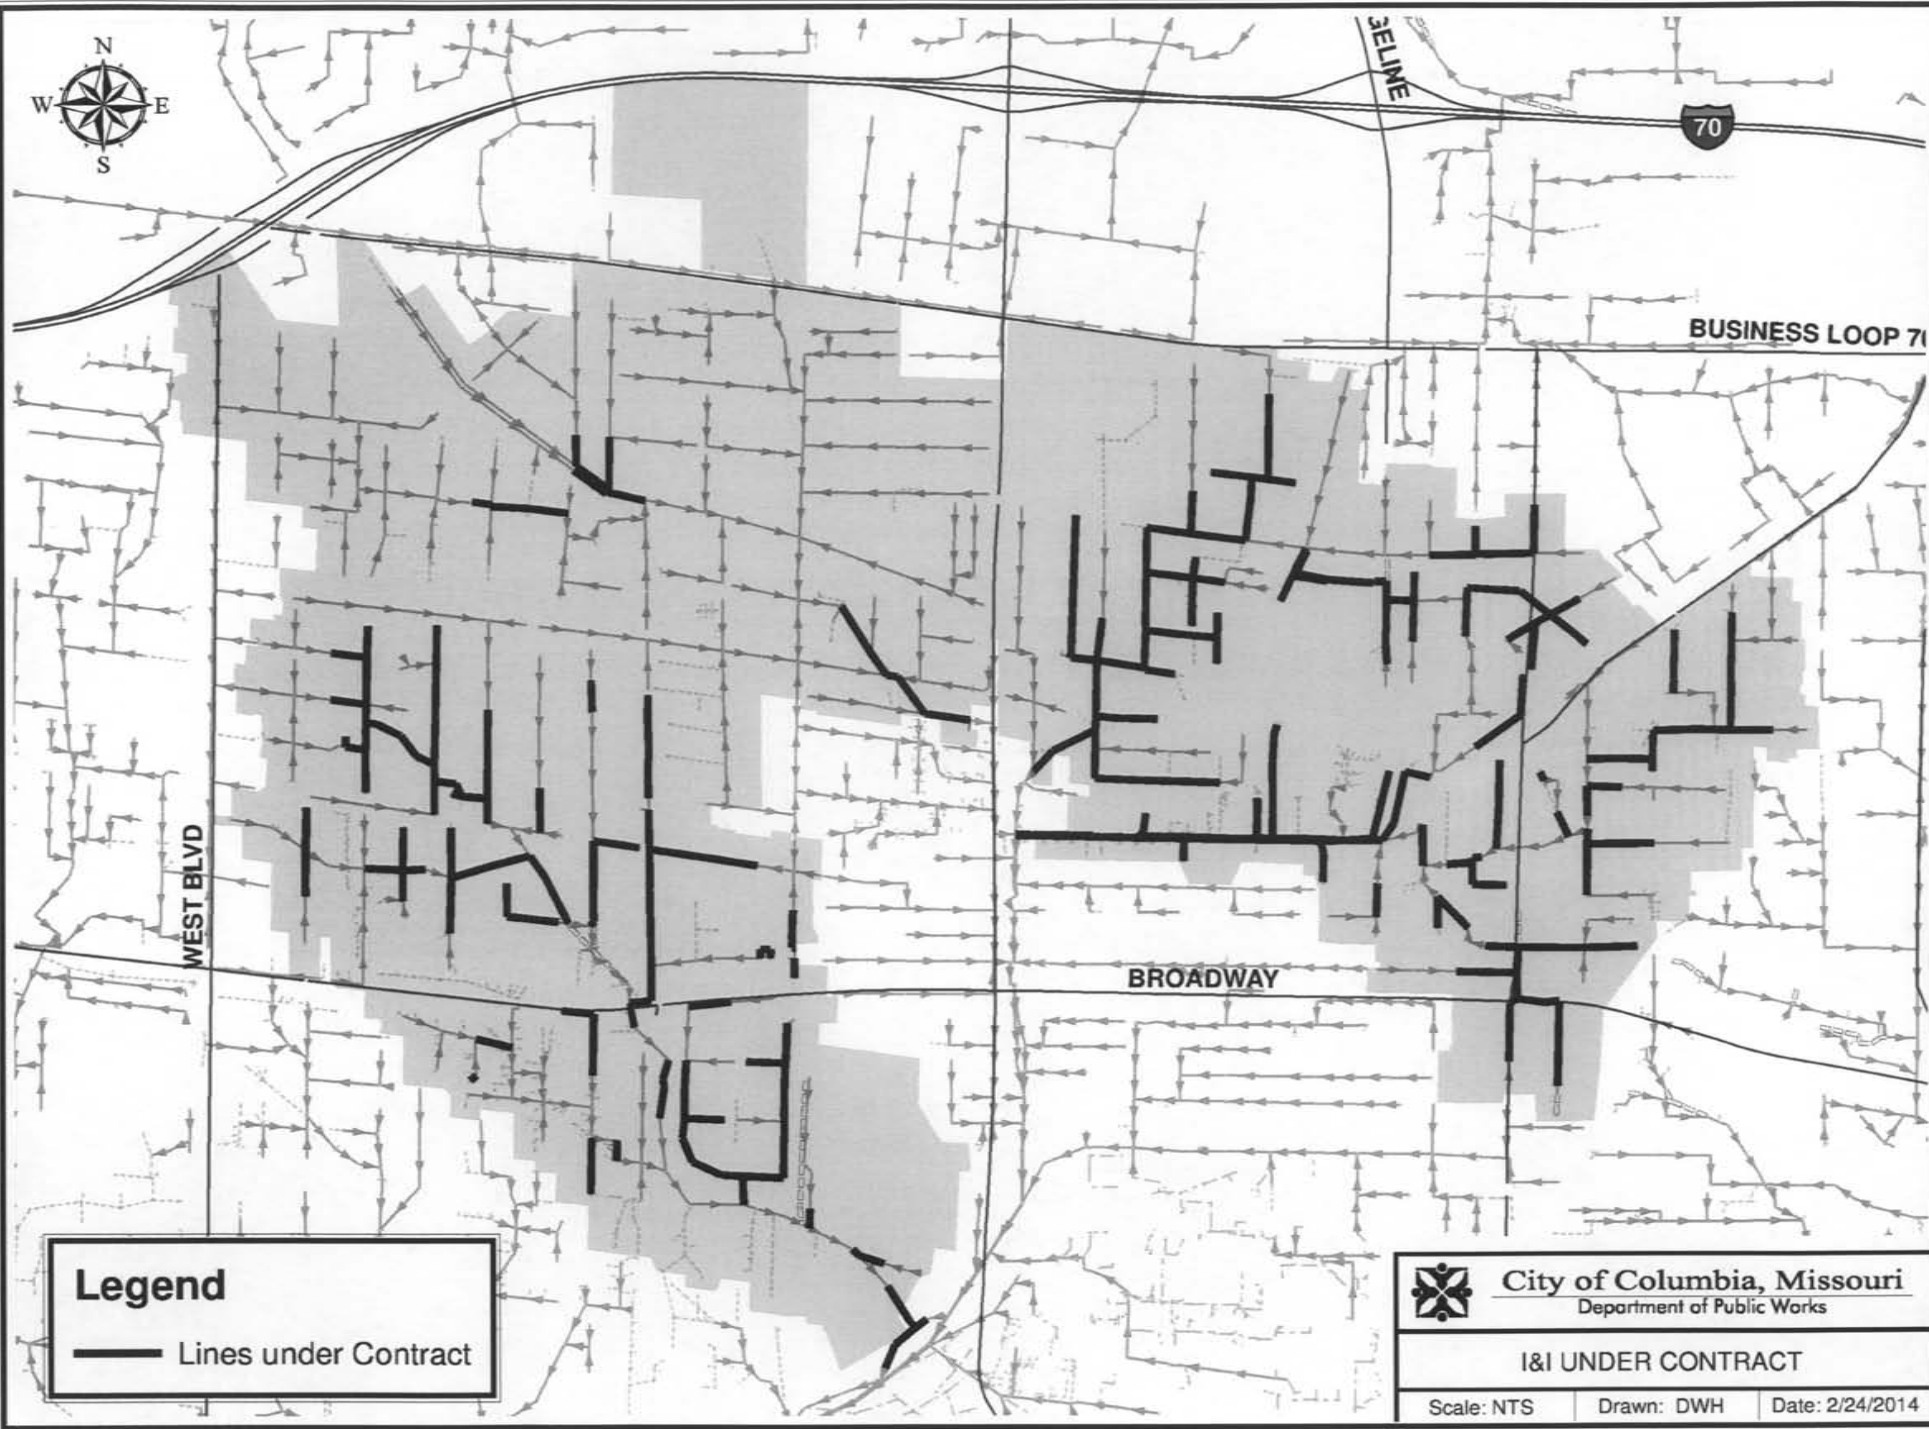 N
W E
S
GELINE
70
BUSINESS LOOP 70
WEST BLVD
BROADWAY
Legend
Lines under Contract
City of Columbia, Missouri
Department of Public Works
I&I UNDER CONTRACT
Scale: NTS
Drawn: DWH
Date: 2/24/2014